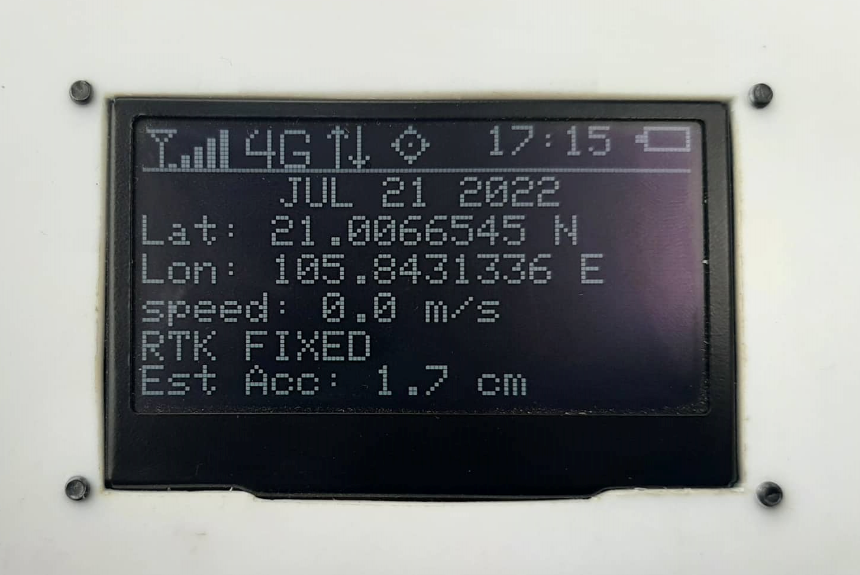 4G 17:15
JUL 21 2022
Lat: 21.0066545 N
Lon: 105.8431336 E
speed: 0.0 m/s
RTK FIXED
Est Acc: 1.7 cm